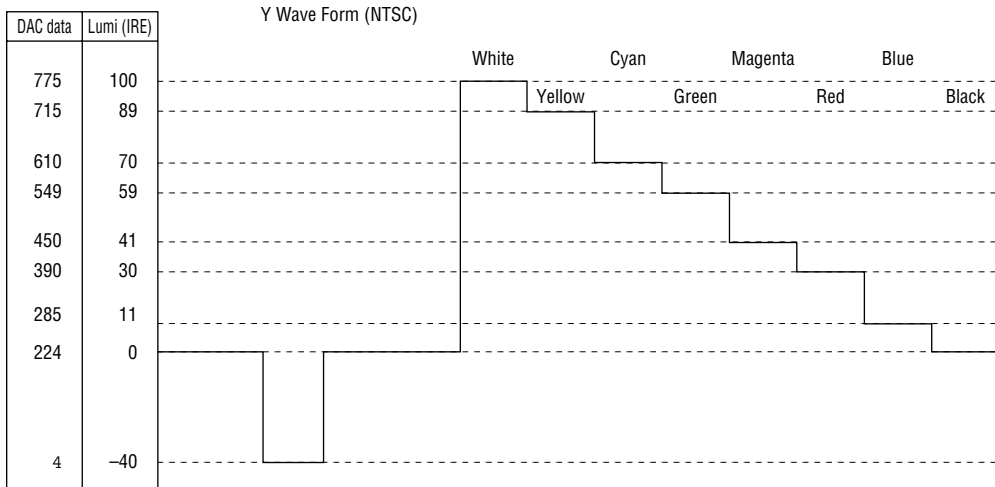 Y Wave Form (NTSC)
DAC data Lumi (IRE)
White Cyan Magenta Blue
775 100
Yellow Green Red Black
715 89
610 70
549 59
450 41
390 30
285 11
224 0
4 –40